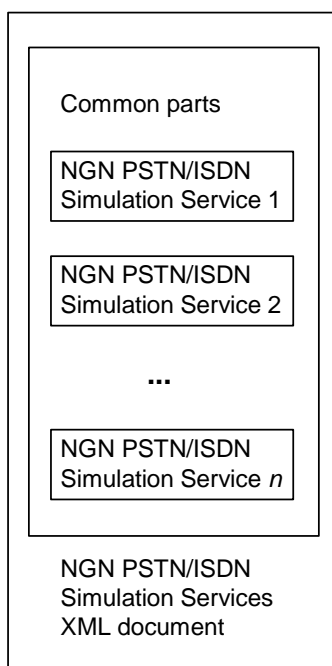 Common parts
NGN PSTN/ISDN
Simulation Service 1
NGN PSTN/ISDN
Simulation Service 2
...
NGN PSTN/ISDN
Simulation Service n
NGN PSTN/ISDN
Simulation Services
XML document